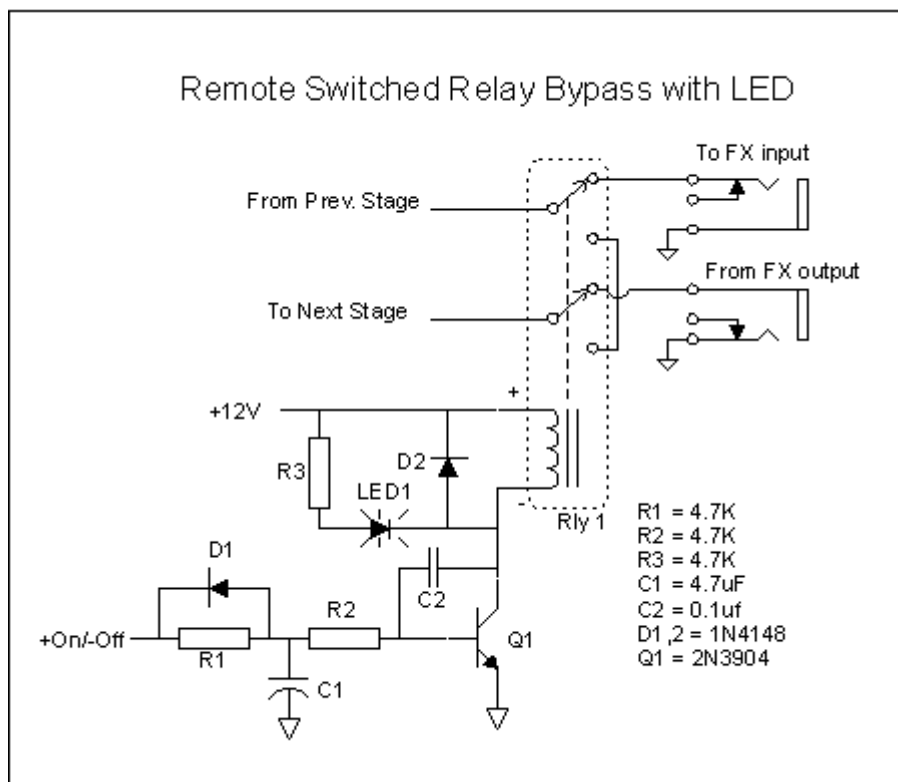 Remote Switched Relay Bypass with LED
To FX input
From Prev. Stage
From FX output
To Next Stage
+
+12V
R3
D2
LED1
-
Rly 1
R1 = 4.7K
R2 = 4.7K
R3 = 4.7K
C1 = 4.7uF
C2 = 0.1uf
D1,2 = 1N4148
Q1 = 2N3904
D1
C2
R2
+On/-Off
Q1
R1
C1